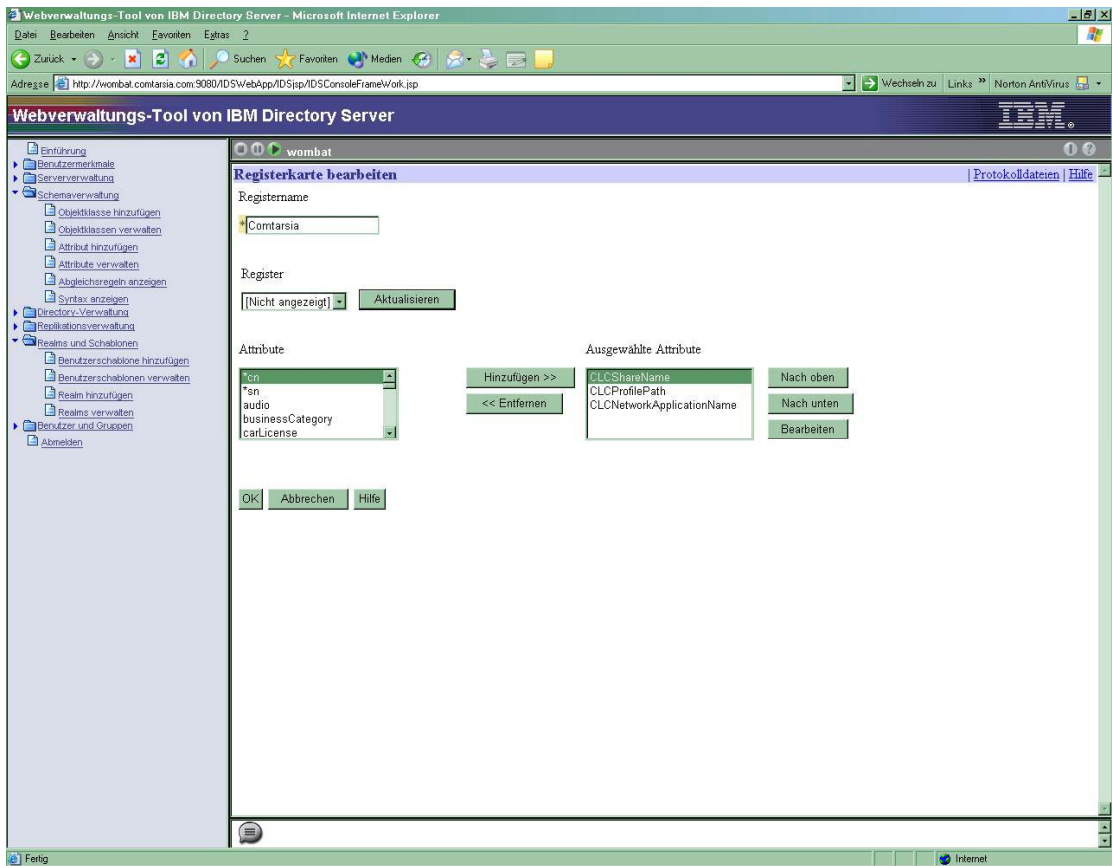 Webverwaltungs-Tool von IBM Directory Server - Microsoft Internet Explorer
Datei Bearbeiten Ansicht Favoriten Extras ?
Zurück Suchen Favoriten Medien
Adresse http://wombat.comtarsia.com:9080/IDSWebApp/IDSjsp/IDSConsoleFrameWork.jsp Wechseln zu Links » Norton AntiVirus
Webverwaltungs-Tool von IBM Directory Server
IBM
Einführung
Benutzermerkmale
Serververwaltung
Schemaverwaltung
Objektklasse hinzufügen
Objektklassen verwalten
Attribut hinzufügen
Attribute verwalten
Abgleichsregeln anzeigen
Syntax anzeigen
Directory-Verwaltung
Replikationsverwaltung
Realms und Schablonen
Benutzerschablone hinzufügen
Benutzerschablonen verwalten
Realm hinzufügen
Realms verwalten
Benutzer und Gruppen
Abmelden
wombat
Registerkarte bearbeiten | Protokolldateien | Hilfe
Registername
*Comtarsia
Register
[Nicht angezeigt] Aktualisieren
Attribute
*cn
*sn
audio
businessCategory
carLicense
Hinzufügen >>
<< Entfernen
Ausgewählte Attribute
CLCShareName
CLCProfilePath
CLCNetworkApplicationName
Nach oben
Nach unten
Bearbeiten
OK Abbrechen Hilfe
Fertig Internet